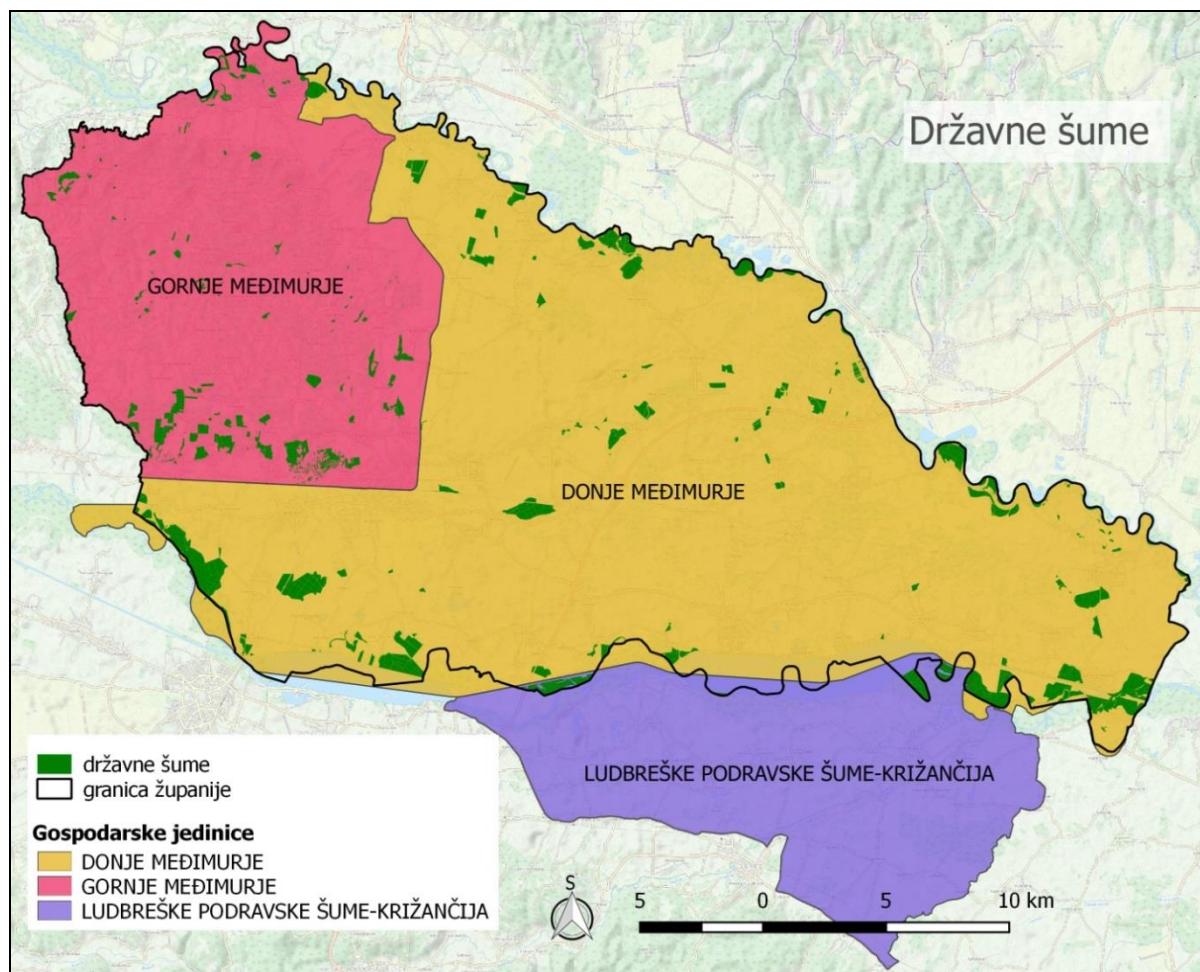 Državne šume
GORNJE MEĐIMURJE
DONJE MEĐIMURJE
LUDBREŠKE PODRAVSKE ŠUME-KRIŽANČIJA
državne šume
granica županije
Gospodarske jedinice
DONJE MEĐIMURJE
GORNJE MEĐIMURJE
LUDBREŠKE PODRAVSKE ŠUME-KRIŽANČIJA
S
5 0 5 10 km